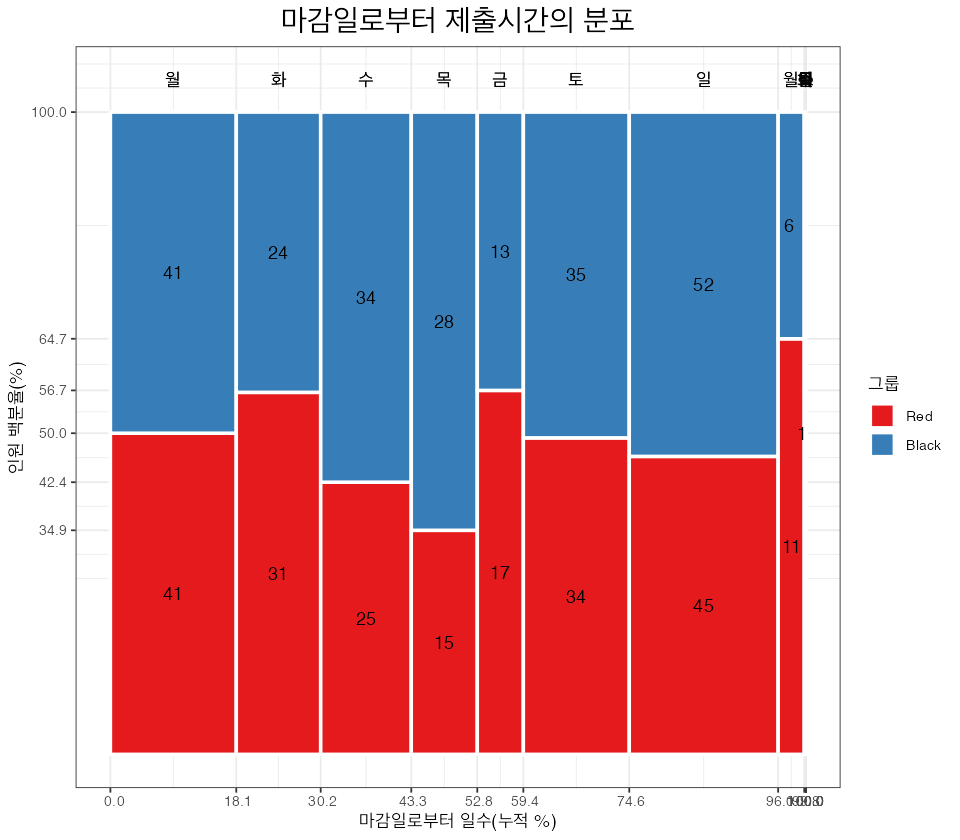 마감일로부터 제출시간의 분포
월 화 수 목 금 토 일 월
100.0
64.7
56.7
50.0
42.4
34.9
인원 백분율(%)
41 24 34 28 13 35 52 6
41 31 25 15 17 34 45 11
1
0.0 18.1 30.2 43.3 52.8 59.4 74.6
마감일로부터 일수(누적 %)
그룹
Red
Black